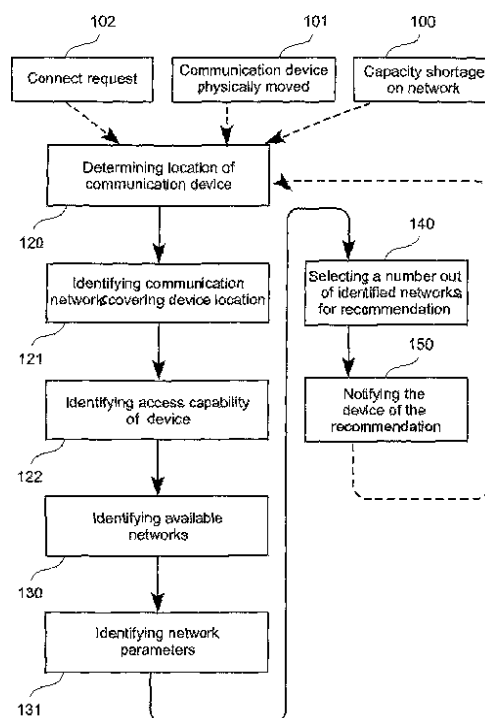 102
101
100
Connect request
Communication device
physically moved
Capacity shortage
on network
Determining location of
communication device
120
140
Identifying communication
networks covering device location
Selecting a number out
of identified networks
for recommendation
121
150
Identifying access capability
of device
Notifying the
device of the
recommendation
122
Identifying available
networks
130
Identifying network
parameters
131